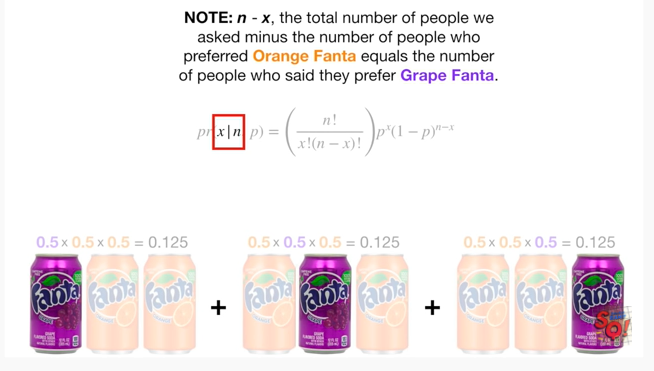 NOTE: n - x, the total number of people we
asked minus the number of people who
preferred Orange Fanta equals the number
of people who said they prefer Grape Fanta.
pr x|n p) = ( n! / x!(n − x)! ) pˣ(1 − p)ⁿ⁻ˣ
0.5 x 0.5 x 0.5 = 0.125 0.5 x 0.5 x 0.5 = 0.125 0.5 x 0.5 x 0.5 = 0.125
Fanta Fanta Fanta + Fanta Fanta Fanta + Fanta Fanta Fanta